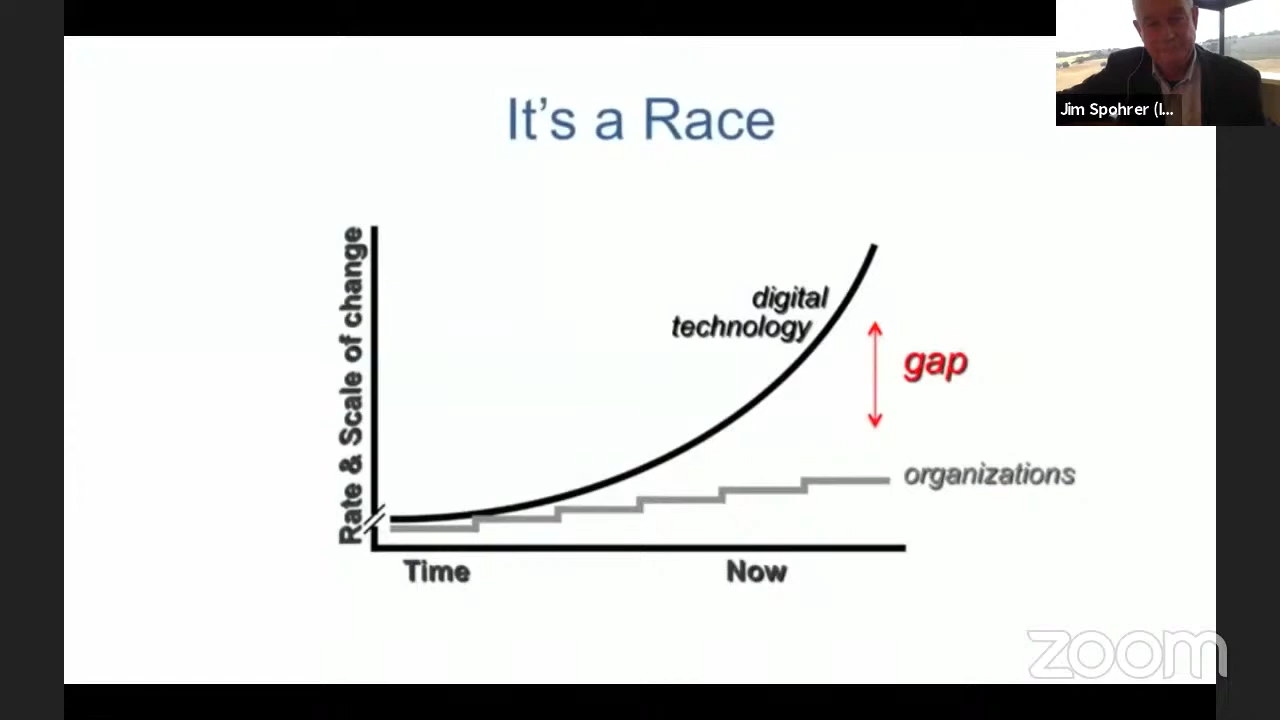 Jim Spohrer (I...
It's a Race
Rate & Scale of change
digital
technology
gap
organizations
Time
Now
zoom